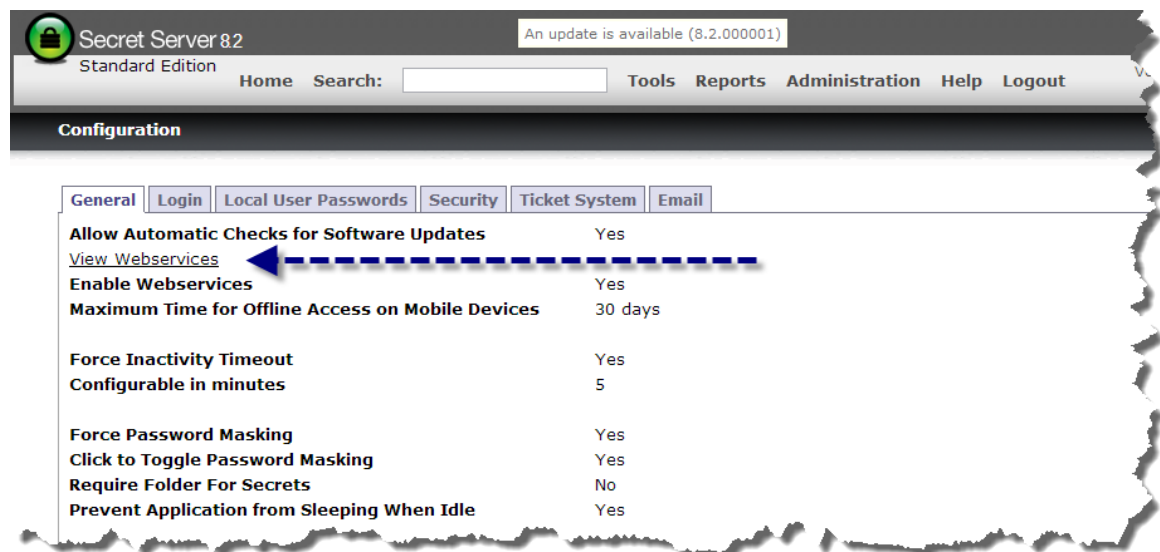 Secret Server 8.2
An update is available (8.2.000001)
Standard Edition
Home Search: Tools Reports Administration Help Logout
Configuration
General Login Local User Passwords Security Ticket System Email
Allow Automatic Checks for Software Updates Yes
View Webservices
Enable Webservices Yes
Maximum Time for Offline Access on Mobile Devices 30 days
Force Inactivity Timeout Yes
Configurable in minutes 5
Force Password Masking Yes
Click to Toggle Password Masking Yes
Require Folder For Secrets No
Prevent Application from Sleeping When Idle Yes